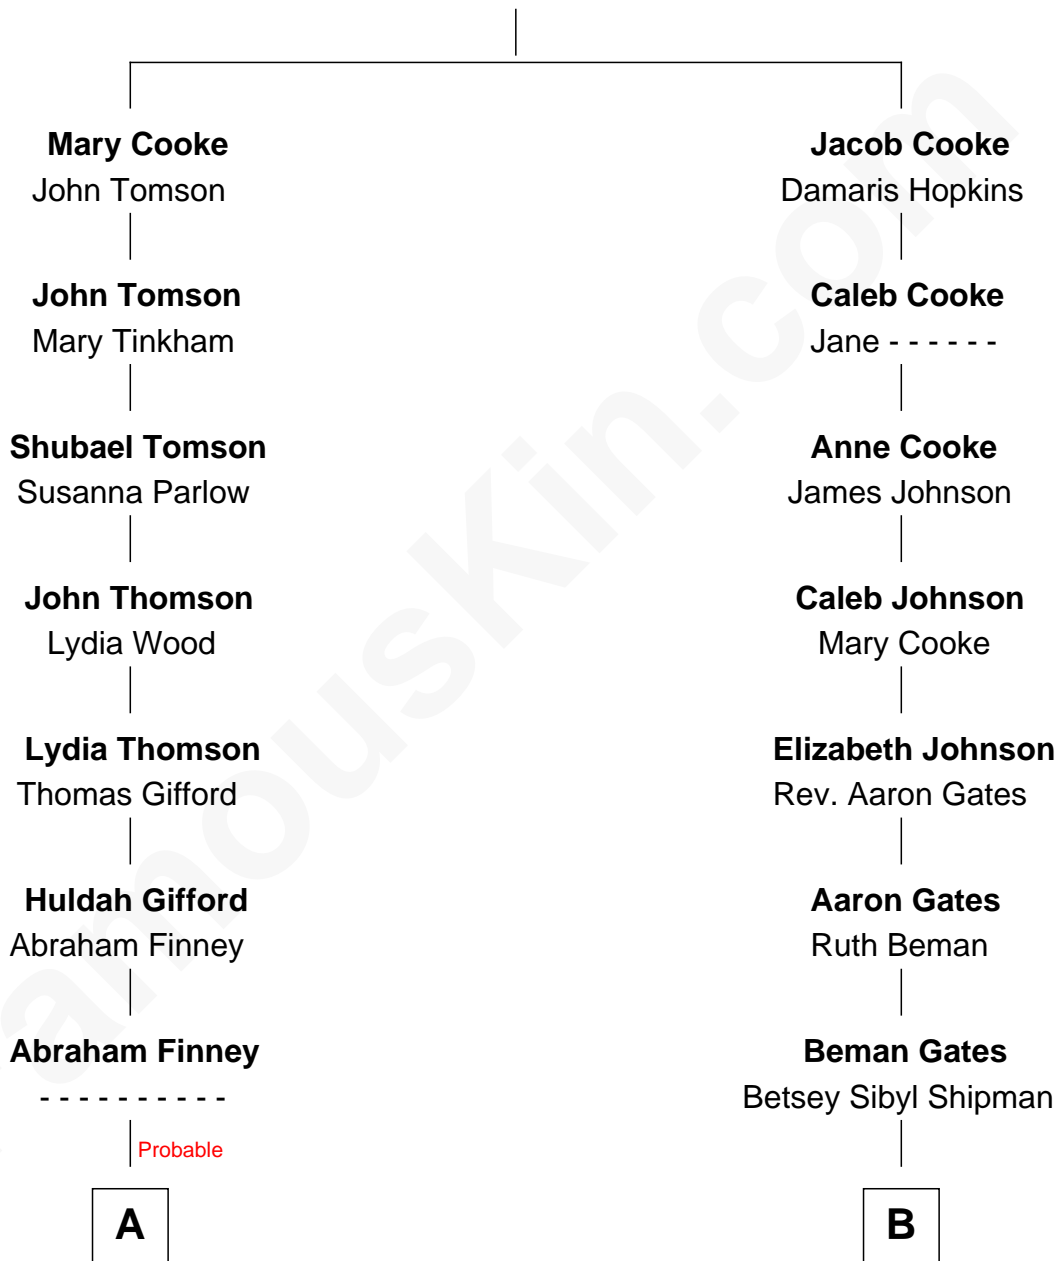 Mary Cooke
John Tomson
Jacob Cooke
Damaris Hopkins
John Tomson
Mary Tinkham
Caleb Cooke
Jane - - - - - -
Shubael Tomson
Susanna Parlow
Anne Cooke
James Johnson
John Thomson
Lydia Wood
Caleb Johnson
Mary Cooke
Lydia Thomson
Thomas Gifford
Elizabeth Johnson
Rev. Aaron Gates
Huldah Gifford
Abraham Finney
Aaron Gates
Ruth Beman
Abraham Finney
- - - - - - - - - -
Beman Gates
Betsey Sibyl Shipman
Probable
A
B
amouskin.com